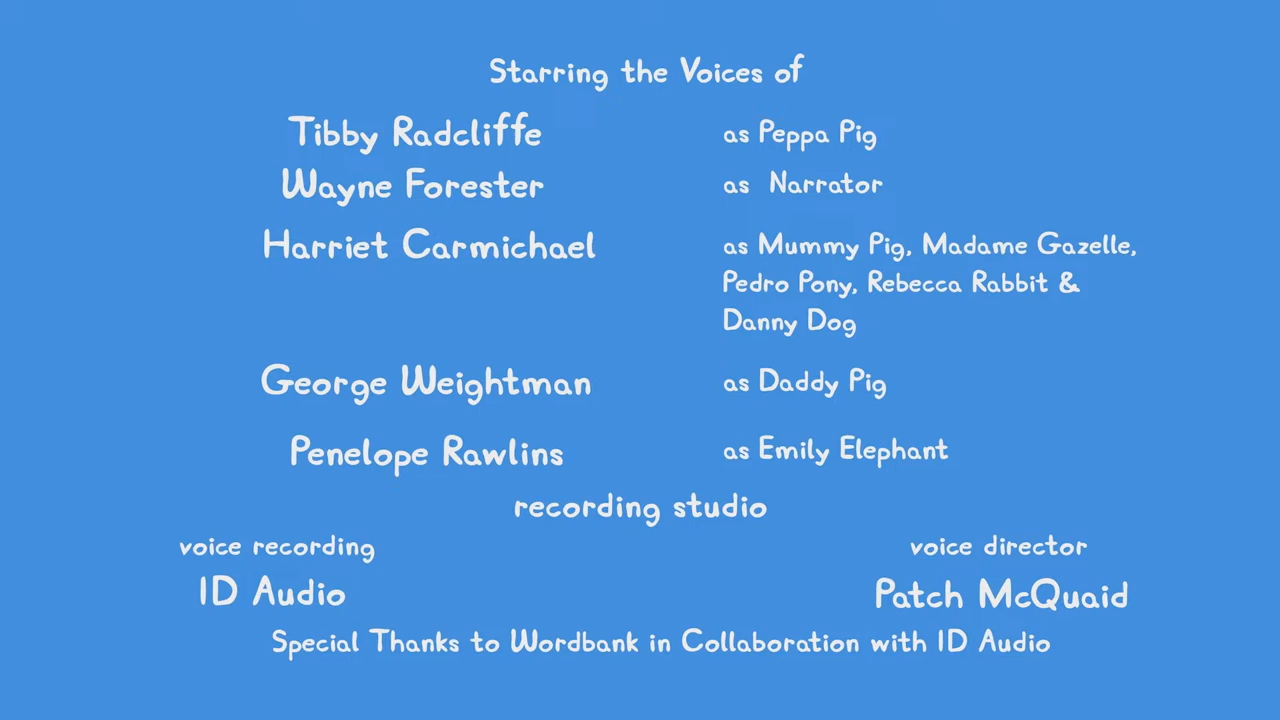 Starring the Voices of
Tibby Radcliffe as Peppa Pig
Wayne Forester as Narrator
Harriet Carmichael as Mummy Pig, Madame Gazelle,
Pedro Pony, Rebecca Rabbit &
Danny Dog
George Weightman as Daddy Pig
Penelope Rawlins as Emily Elephant
recording studio
voice recording voice director
ID Audio Patch McQuaid
Special Thanks to Wordbank in Collaboration with ID Audio